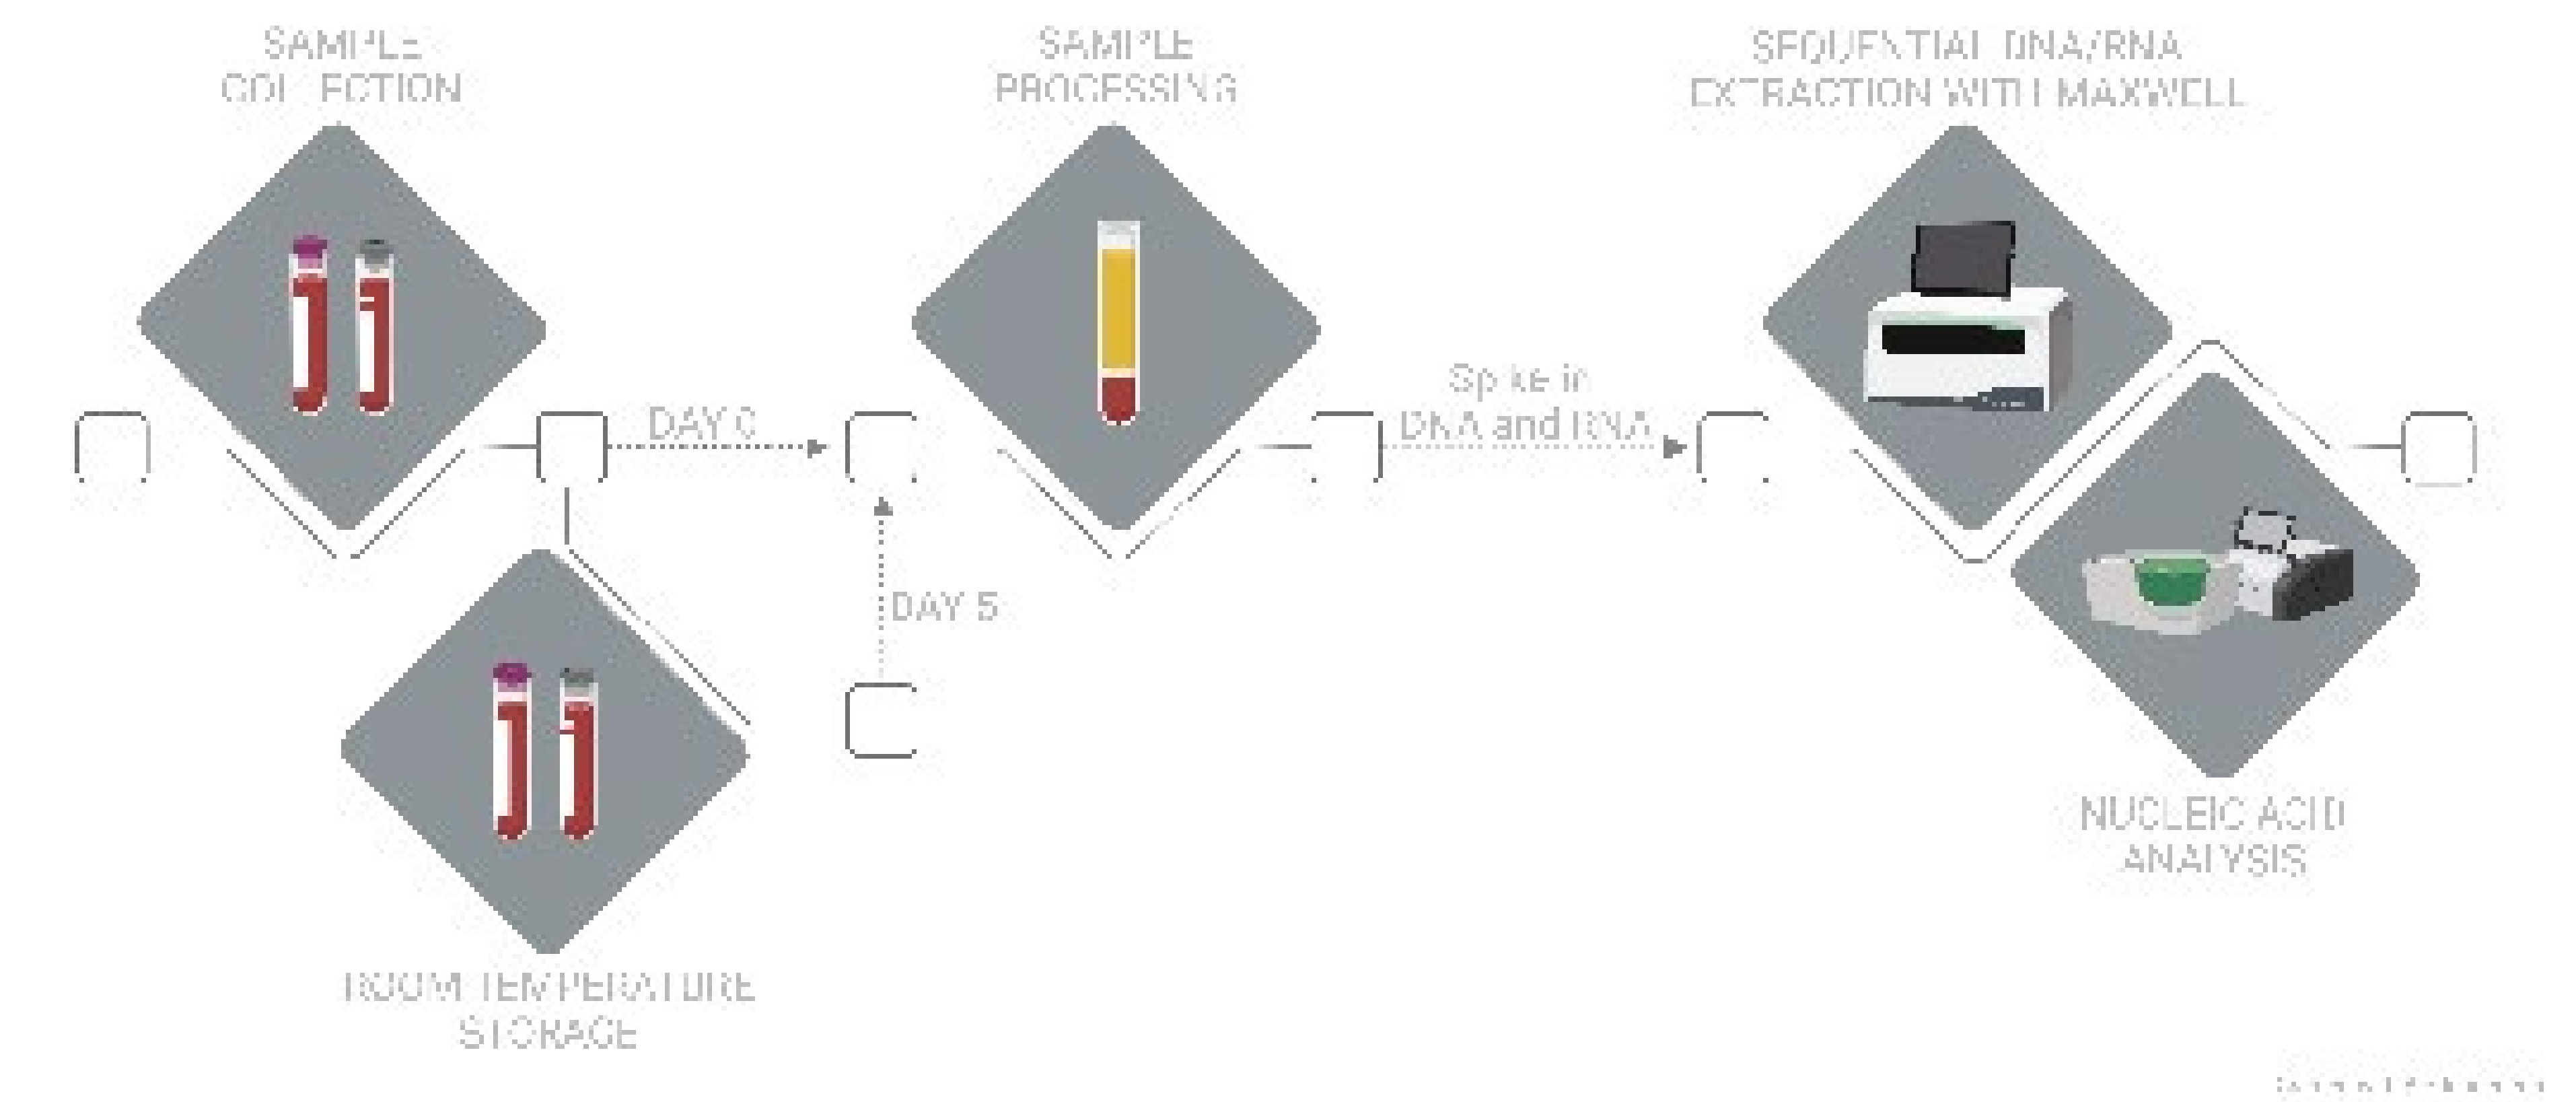 SAMPLE
COLLECTION
SAMPLE
PROCESSING
SEQUENTIAL DNA/RNA
EXTRACTION WITH MAXWELL
DAY 0
Spike in
DNA and RNA
DAY 5
NUCLEIC ACID
ANALYSIS
ROOM TEMPERATURE
STORAGE